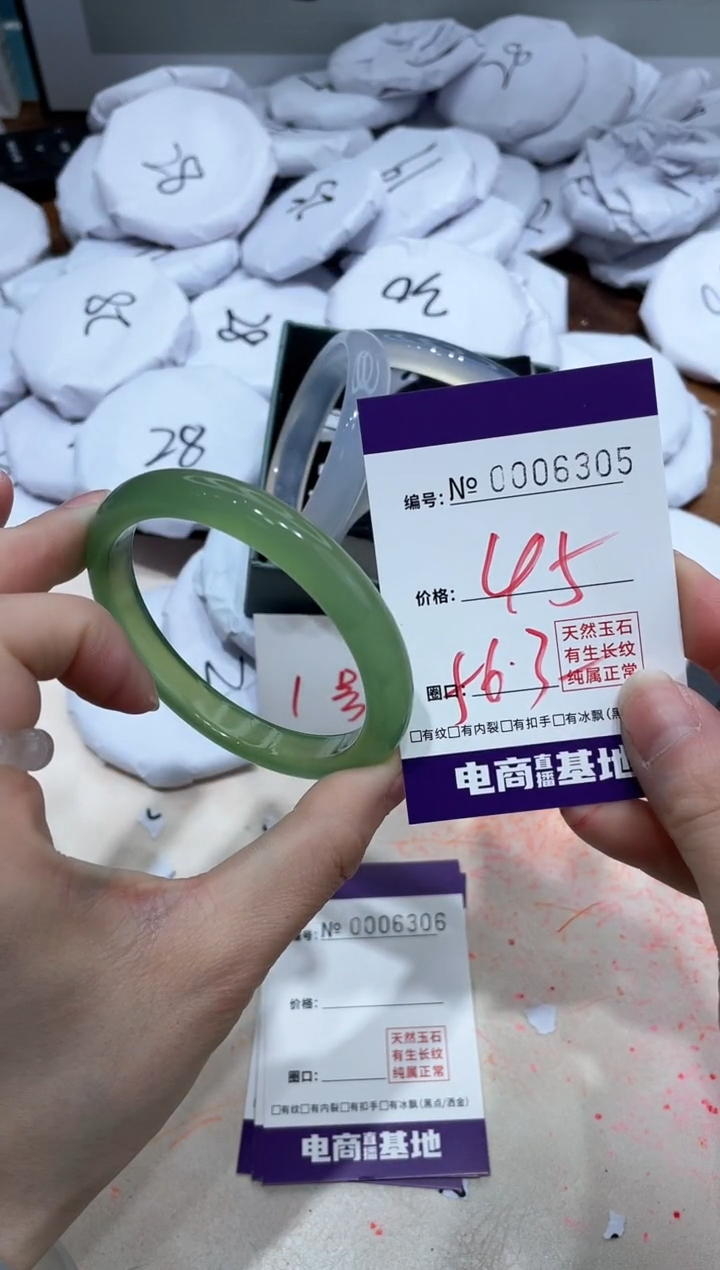 28
28
30
28
28
28
编号: № 0006305
价格: 45
天然玉石
有生长纹
纯属正常
圈口: 56.3
□有纹□有内裂□有扣手□有冰飘(黑
电商直播基地
1号
编号: № 0006306
价格:
天然玉石
有生长纹
纯属正常
圈口:
□有纹□有内裂□有扣手□有冰飘(黑点/洒金)
电商直播基地